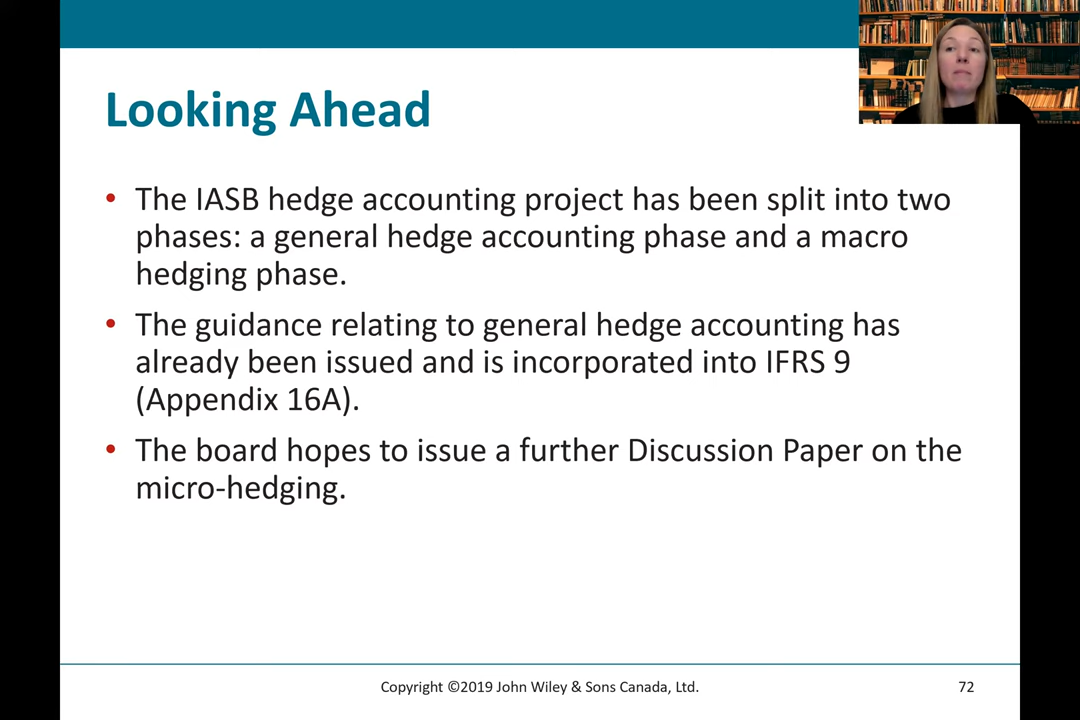 Looking Ahead
• The IASB hedge accounting project has been split into two
phases: a general hedge accounting phase and a macro
hedging phase.
• The guidance relating to general hedge accounting has
already been issued and is incorporated into IFRS 9
(Appendix 16A).
• The board hopes to issue a further Discussion Paper on the
micro-hedging.
Copyright ©2019 John Wiley & Sons Canada, Ltd.
72